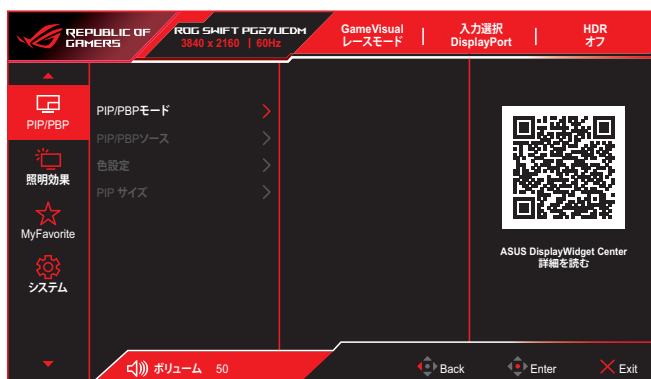 REPUBLIC OF
GAMERS
ROG SWIFT PG27UCDM
3840 x 2160 | 60Hz
GameVisual
レースモード
入力選択
DisplayPort
HDR
オフ
PIP/PBP
照明効果
MyFavorite
システム
PIP/PBPモード
PIP/PBPソース
色設定
PIP サイズ
ASUS DisplayWidget Center
詳細を読む
ボリューム 50
Back
Enter
Exit